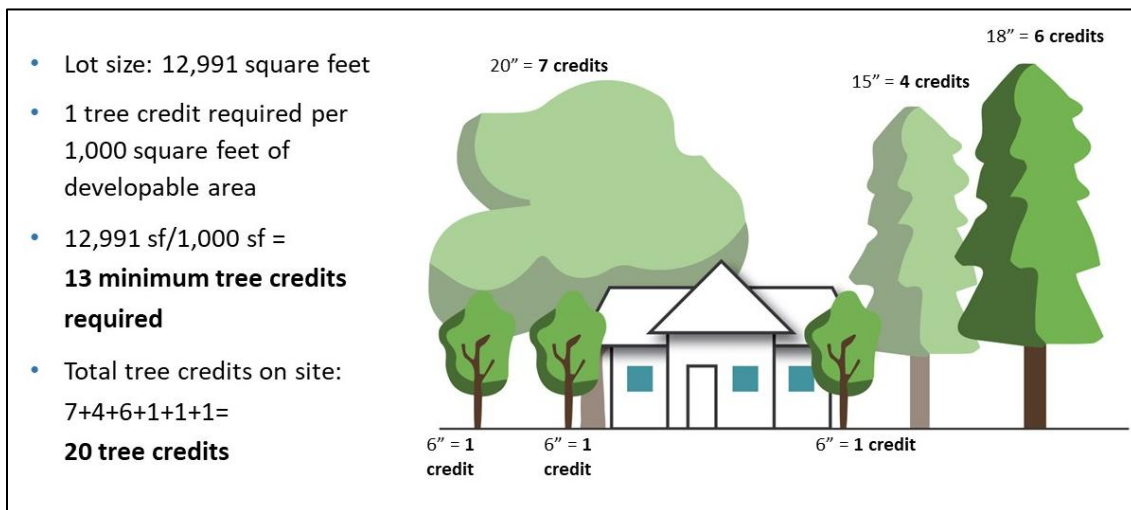 • Lot size: 12,991 square feet
• 1 tree credit required per
1,000 square feet of
developable area
• 12,991 sf/1,000 sf =
13 minimum tree credits
required
• Total tree credits on site:
7+4+6+1+1+1=
20 tree credits
20” = 7 credits
15” = 4 credits
18” = 6 credits
6” = 1
credit
6” = 1
credit
6” = 1 credit